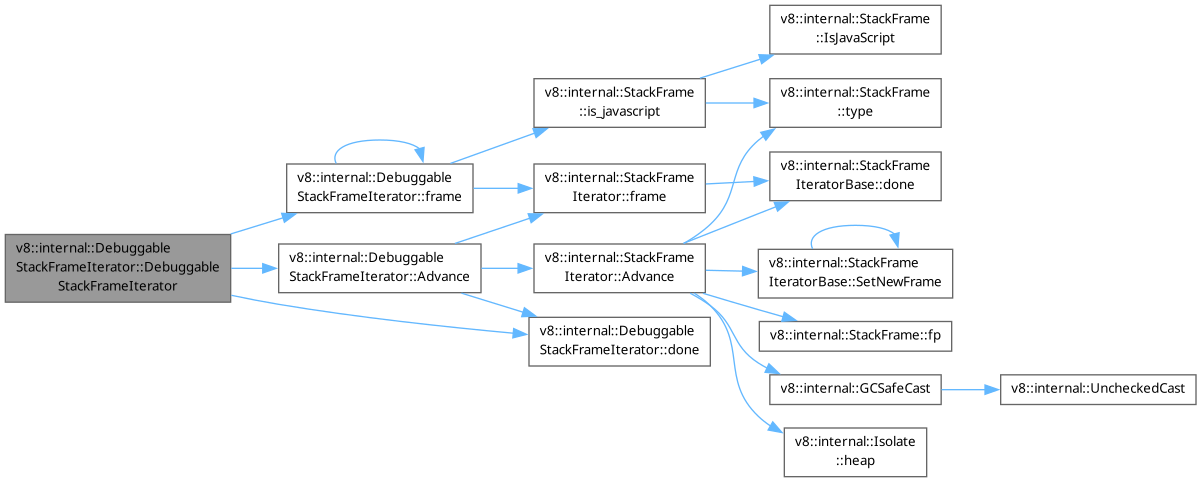 v8::internal::StackFrame
::IsJavaScript
v8::internal::StackFrame
::is_javascript
v8::internal::StackFrame
::type
v8::internal::Debuggable
StackFrameIterator::frame
v8::internal::StackFrame
Iterator::frame
v8::internal::StackFrame
IteratorBase::done
v8::internal::Debuggable
StackFrameIterator::Debuggable
StackFrameIterator
v8::internal::Debuggable
StackFrameIterator::Advance
v8::internal::StackFrame
Iterator::Advance
v8::internal::StackFrame
IteratorBase::SetNewFrame
v8::internal::Debuggable
StackFrameIterator::done
v8::internal::StackFrame::fp
v8::internal::GCSafeCast
v8::internal::UncheckedCast
v8::internal::Isolate
::heap